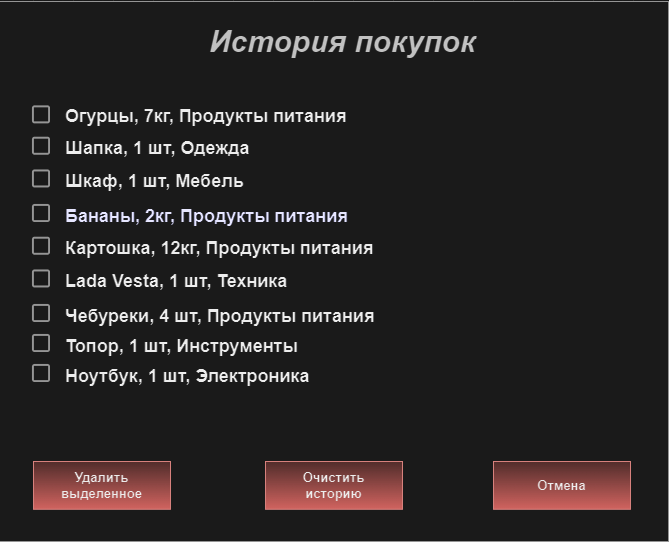 История покупок
Огурцы, 7кг, Продукты питания
Шапка, 1 шт, Одежда
Шкаф, 1 шт, Мебель
Бананы, 2кг, Продукты питания
Картошка, 12кг, Продукты питания
Lada Vesta, 1 шт, Техника
Чебуреки, 4 шт, Продукты питания
Топор, 1 шт, Инструменты
Ноутбук, 1 шт, Электроника
Удалить
выделенное
Очистить
историю
Отмена